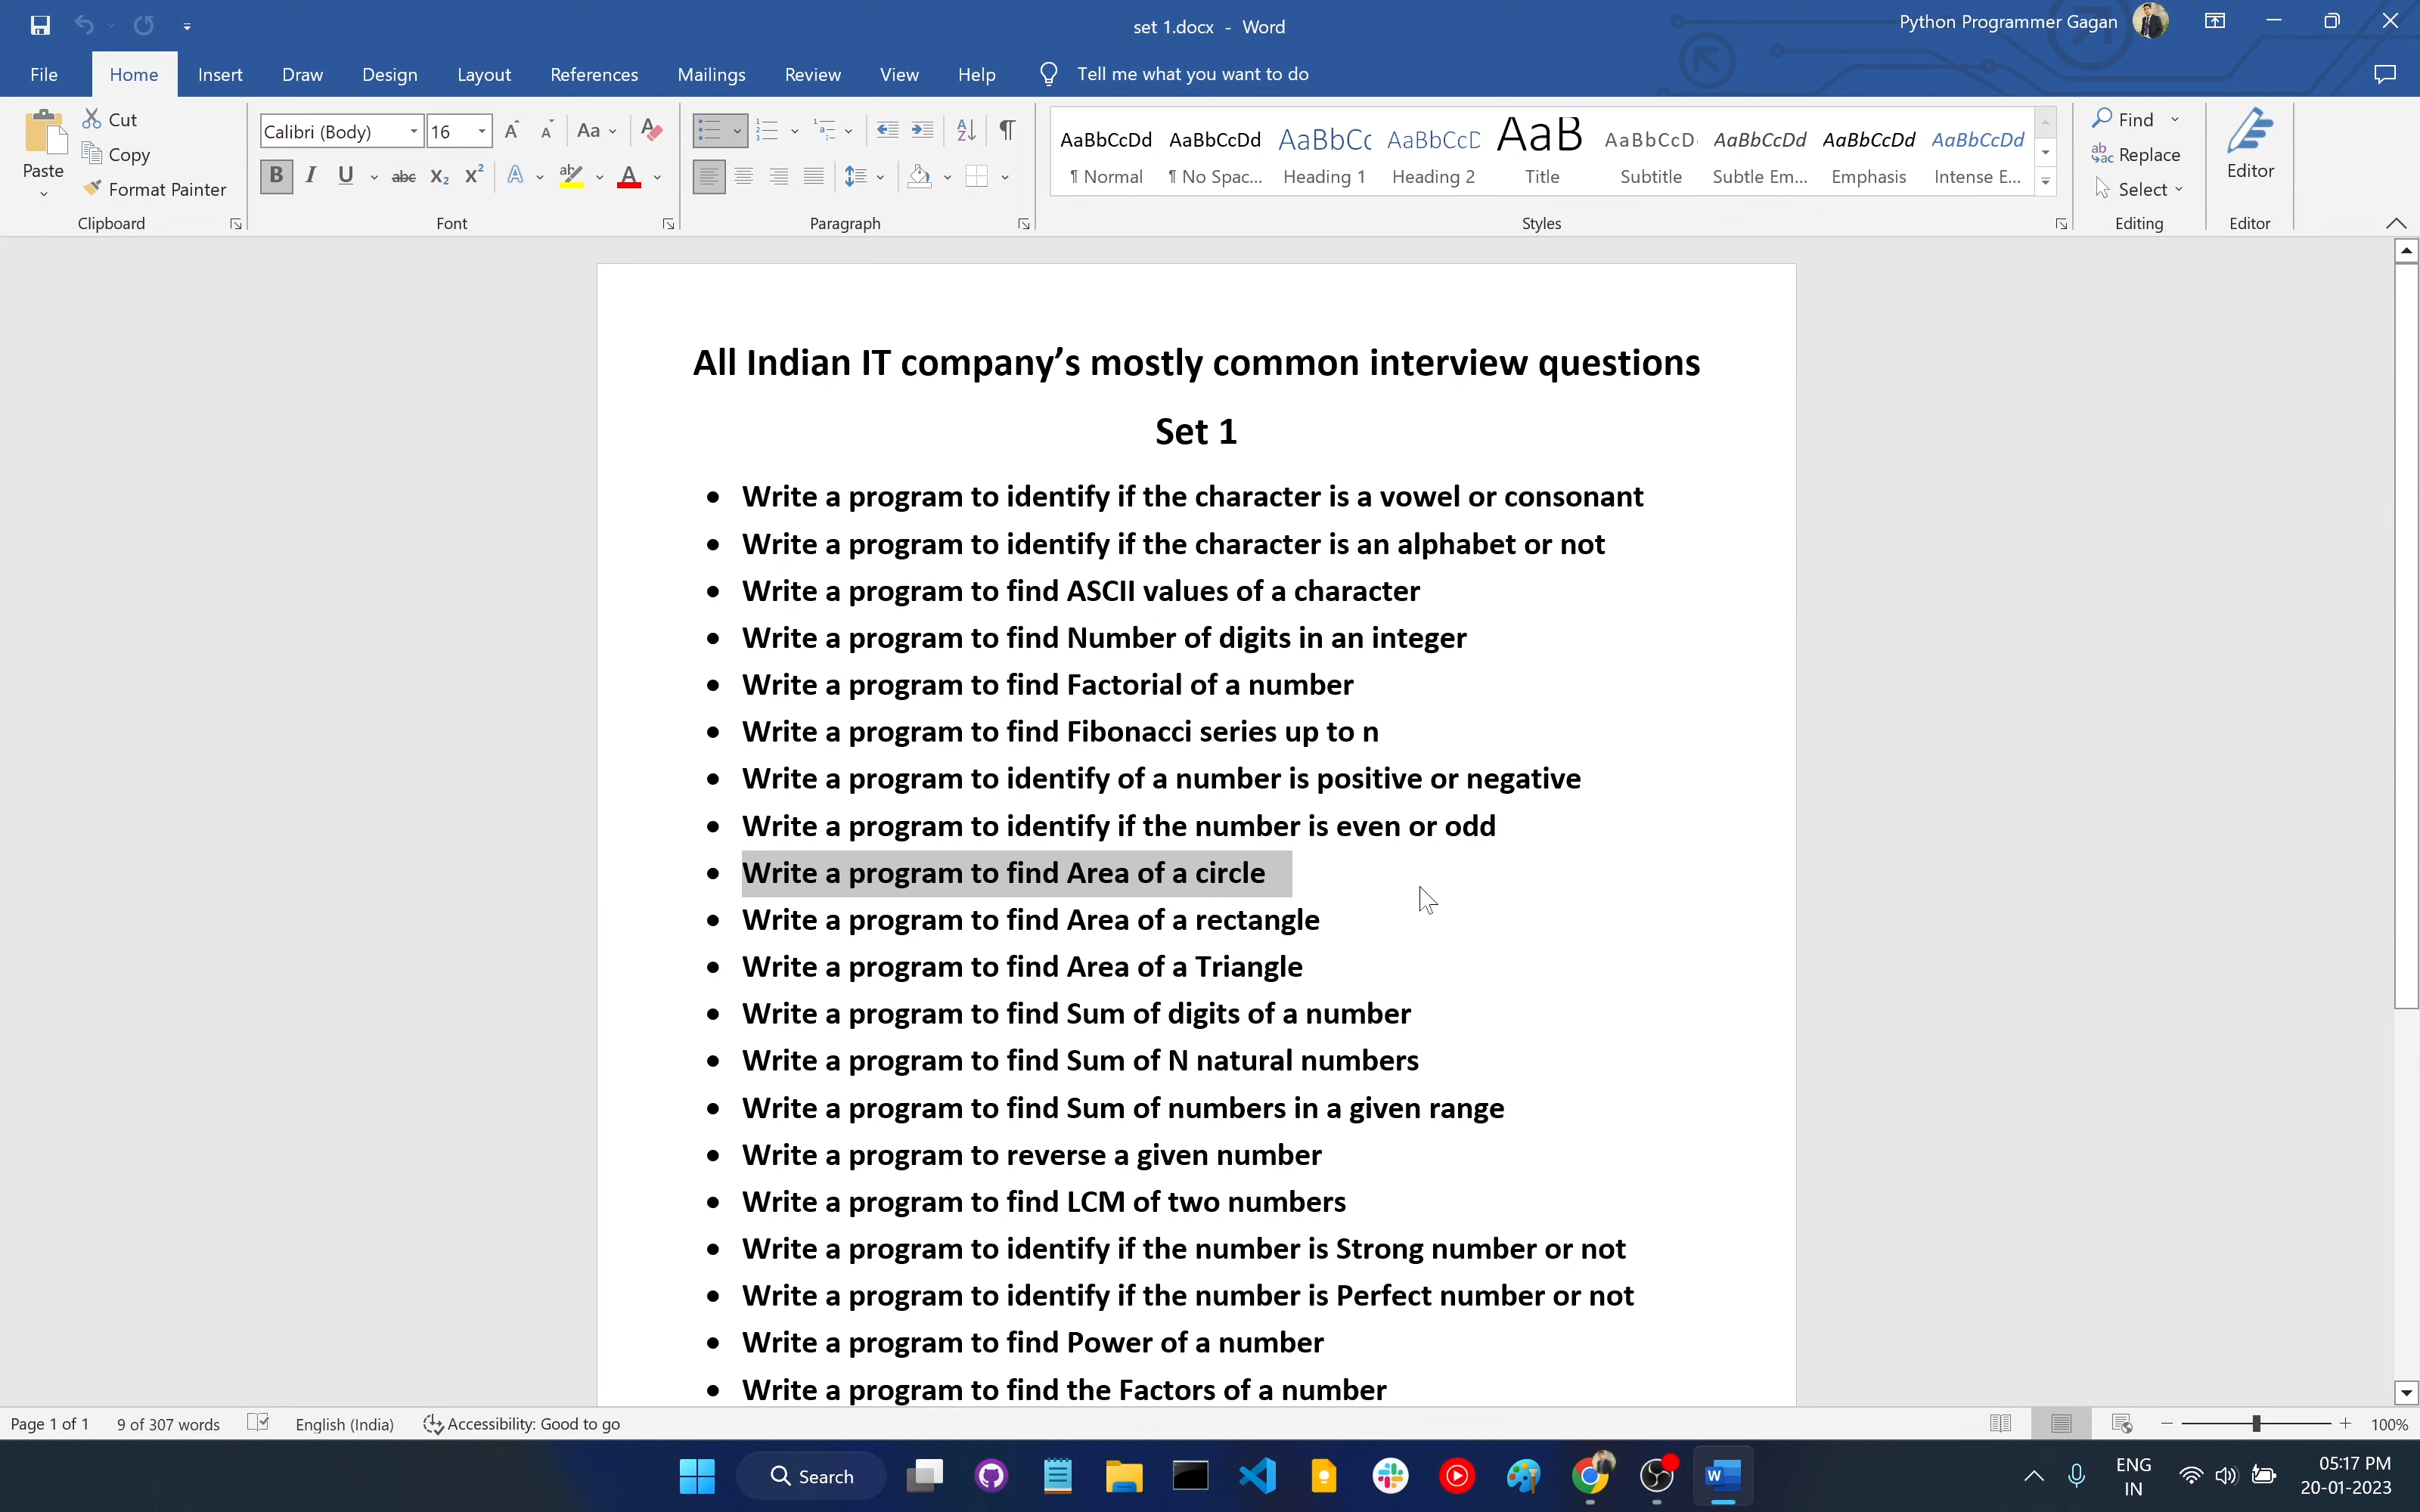 set 1.docx - Word
Python Programmer Gagan
File Home Insert Draw Design Layout References Mailings Review View Help Tell me what you want to do
Paste
Cut
Copy
Format Painter
Clipboard
Calibri (Body) 16
Font
Paragraph
AaBbCcDd AaBbCcDd AaBbCc AaBbCcD AaB AaBbCcD AaBbCcDd AaBbCcDd AaBbCcDd
¶ Normal ¶ No Spac... Heading 1 Heading 2 Title Subtitle Subtle Em... Emphasis Intense E...
Styles
Find
Replace
Select
Editing
Editor
Editor
All Indian IT company’s mostly common interview questions
Set 1
• Write a program to identify if the character is a vowel or consonant
• Write a program to identify if the character is an alphabet or not
• Write a program to find ASCII values of a character
• Write a program to find Number of digits in an integer
• Write a program to find Factorial of a number
• Write a program to find Fibonacci series up to n
• Write a program to identify of a number is positive or negative
• Write a program to identify if the number is even or odd
• Write a program to find Area of a circle
• Write a program to find Area of a rectangle
• Write a program to find Area of a Triangle
• Write a program to find Sum of digits of a number
• Write a program to find Sum of N natural numbers
• Write a program to find Sum of numbers in a given range
• Write a program to reverse a given number
• Write a program to find LCM of two numbers
• Write a program to identify if the number is Strong number or not
• Write a program to identify if the number is Perfect number or not
• Write a program to find Power of a number
• Write a program to find the Factors of a number
Page 1 of 1 9 of 307 words English (India) Accessibility: Good to go 100%
Search
ENG
IN
05:17 PM
20-01-2023